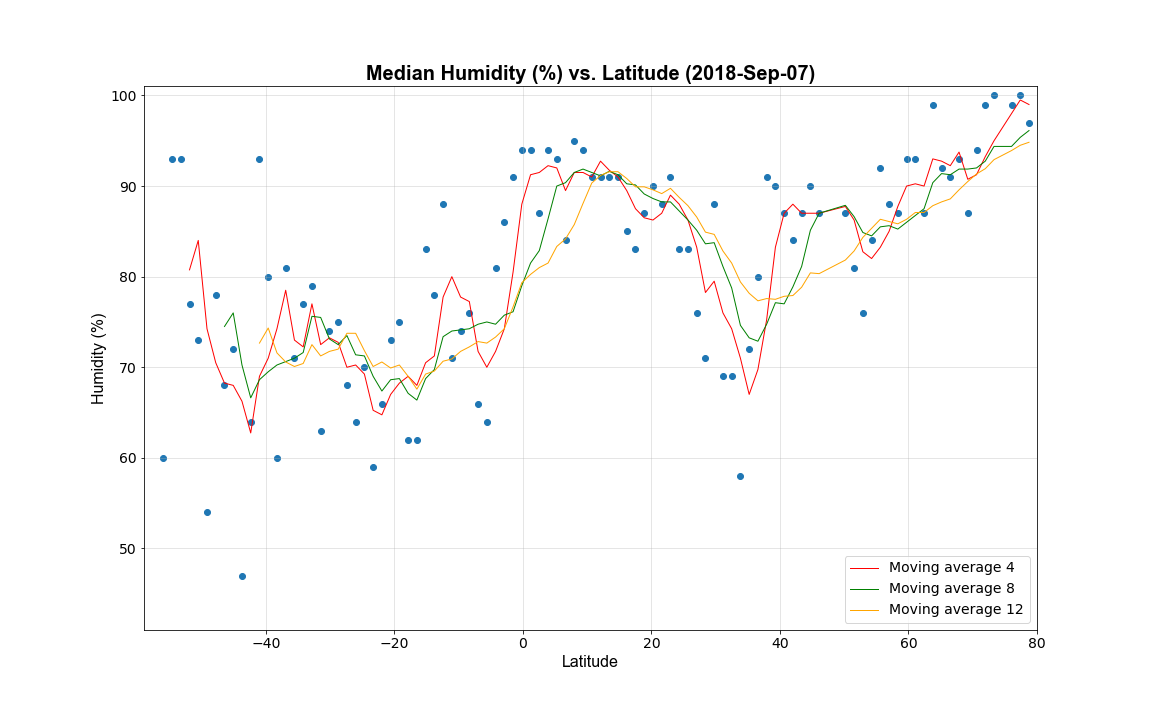 Median Humidity (%) vs. Latitude (2018-Sep-07)
100
90
80
70
60
50
Humidity (%)
−40
−20
0
20
40
60
80
Latitude
Moving average 4
Moving average 8
Moving average 12